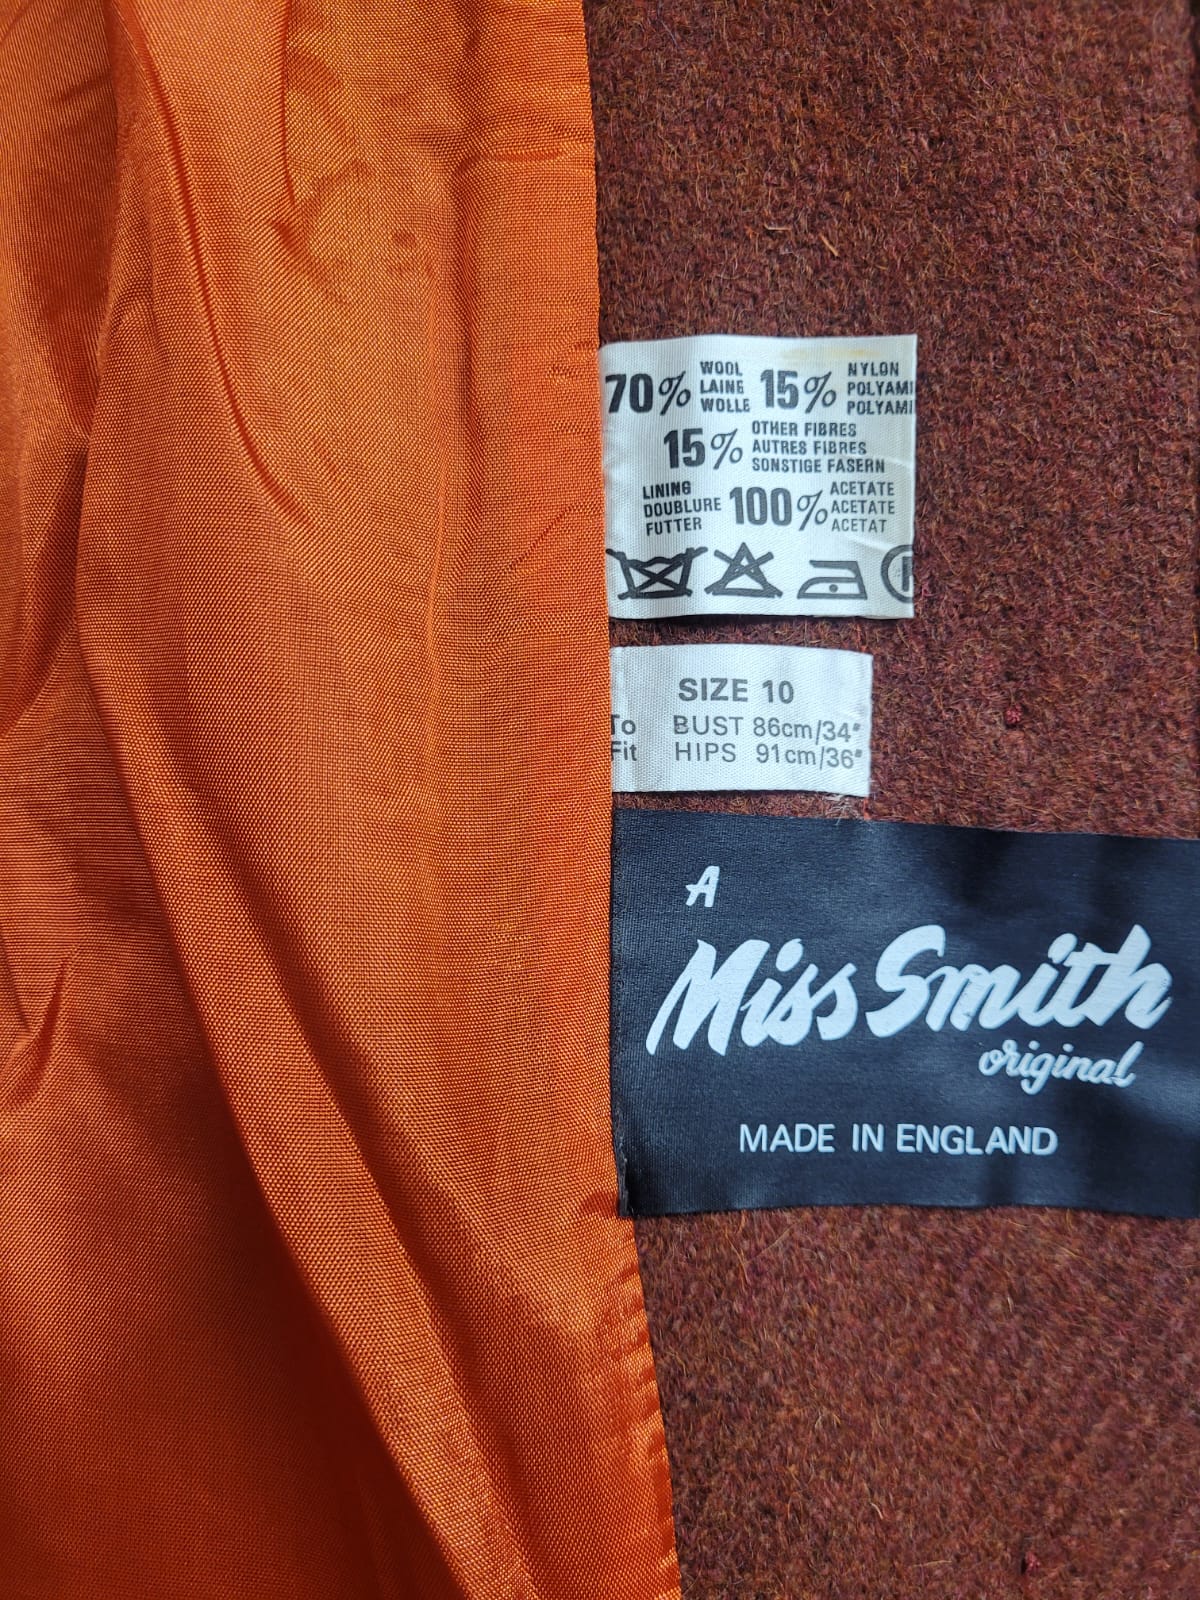 70% WOOL 15% NYLON
LAINE POLYAMI
WOLLE POLYAMI
15% OTHER FIBRES
AUTRES FIBRES
SONSTIGE FASERN
LINING 100% ACETATE
DOUBLURE ACETATE
FUTTER ACETAT
SIZE 10
To BUST 86cm/34"
Fit HIPS 91cm/36"
A
Miss Smith
original
MADE IN ENGLAND